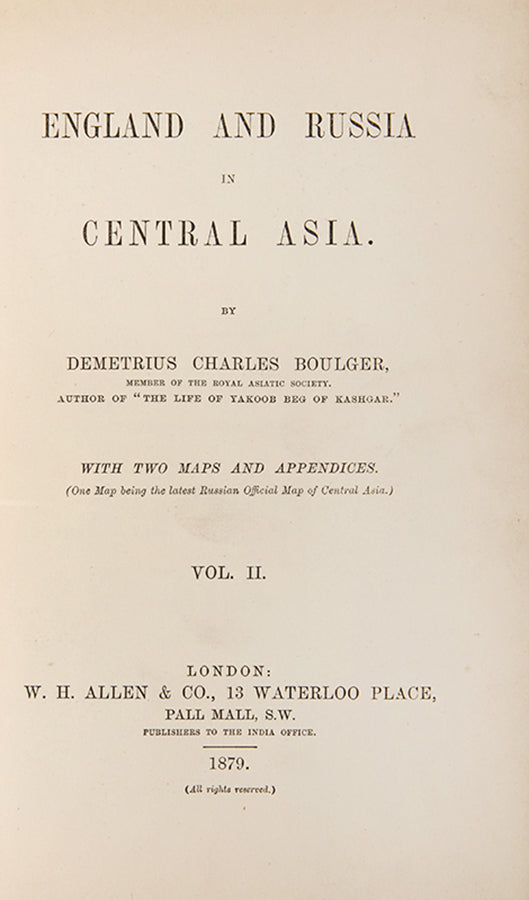 ENGLAND AND RUSSIA
IN
CENTRAL ASIA.
BY
DEMETRIUS CHARLES BOULGER,
MEMBER OF THE ROYAL ASIATIC SOCIETY.
AUTHOR OF "THE LIFE OF YAKOOB BEG OF KASHGAR."
WITH TWO MAPS AND APPENDICES.
(One Map being the latest Russian Official Map of Central Asia.)
VOL. II.
LONDON:
W. H. ALLEN & CO., 13 WATERLOO PLACE,
PALL MALL, S.W.
PUBLISHERS TO THE INDIA OFFICE.
1879.
(All rights reserved.)